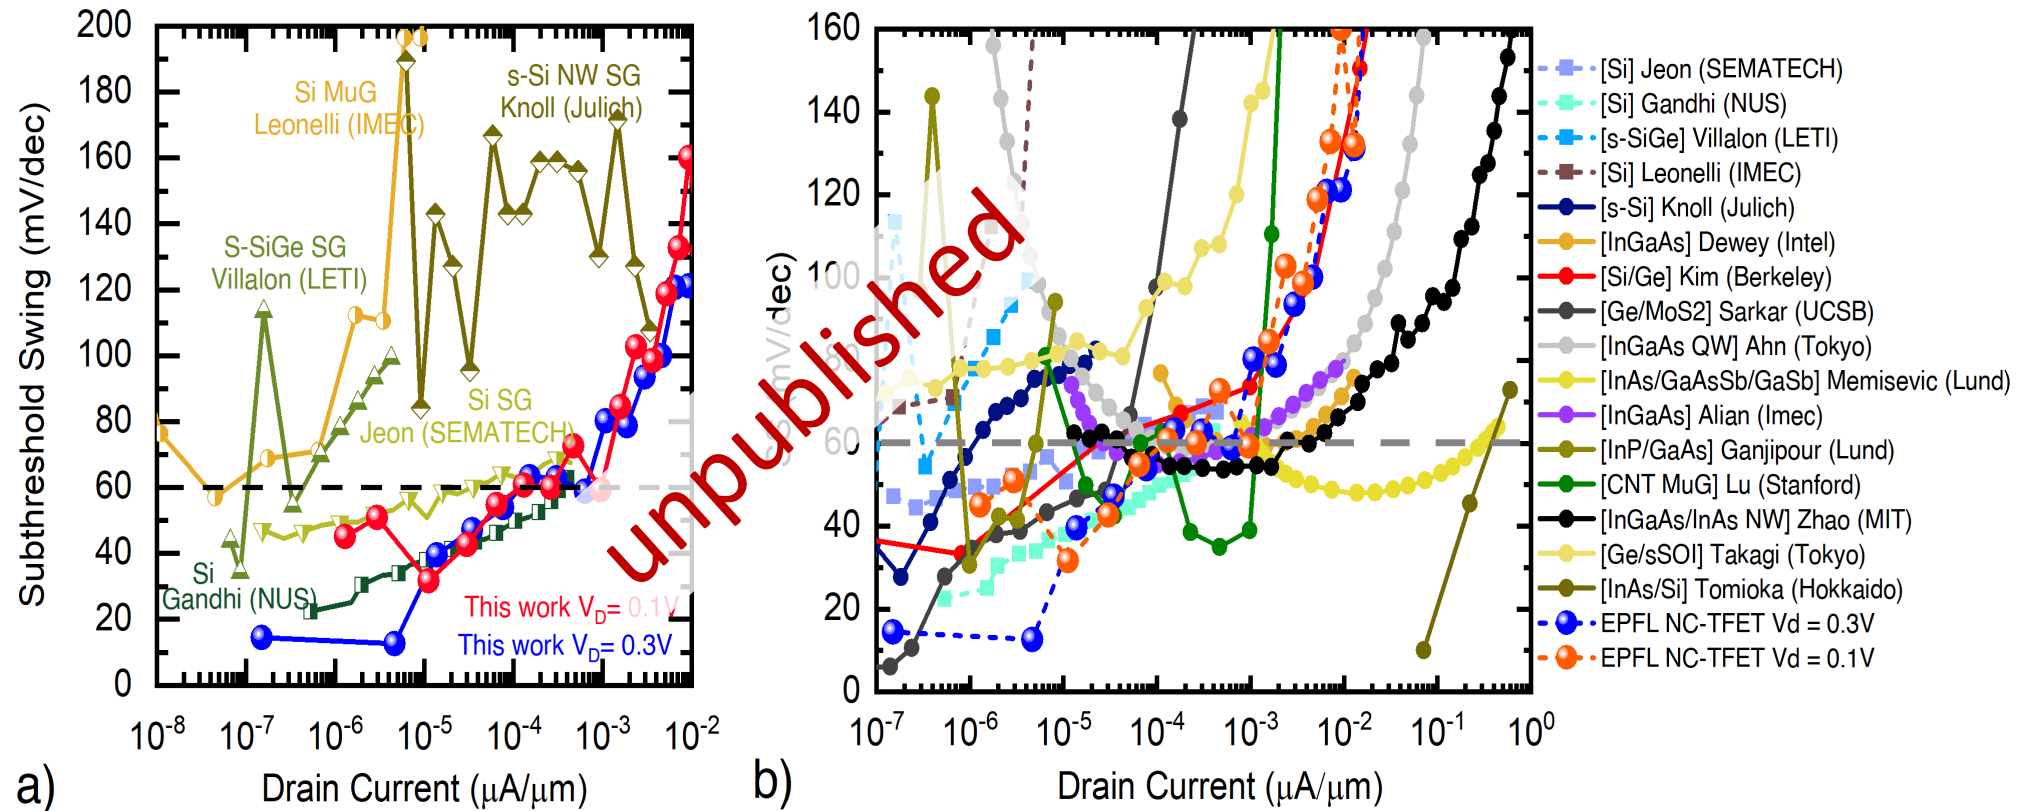 200
180
160
140
120
100
80
60
40
20
0
Subthreshold Swing (mV/dec)
Si MuG
Leonelli (IMEC)
s-Si NW SG
Knoll (Julich)
S-SiGe SG
Villalon (LETI)
Si SG
Jeon (SEMATECH)
Si
Gandhi (NUS)
This work V_D= 0.1V
This work V_D= 0.3V
10^-8 10^-7 10^-6 10^-5 10^-4 10^-3 10^-2
Drain Current (μA/μm)
a)
unpublished
160
140
120
100
80
60
40
20
0
SS (mV/dec)
10^-7 10^-6 10^-5 10^-4 10^-3 10^-2 10^-1 10^0
Drain Current (μA/μm)
b)
[Si] Jeon (SEMATECH)
[Si] Gandhi (NUS)
[s-SiGe] Villalon (LETI)
[Si] Leonelli (IMEC)
[s-Si] Knoll (Julich)
[InGaAs] Dewey (Intel)
[Si/Ge] Kim (Berkeley)
[Ge/MoS2] Sarkar (UCSB)
[InGaAs QW] Ahn (Tokyo)
[InAs/GaAsSb/GaSb] Memisevic (Lund)
[InGaAs] Alian (Imec)
[InP/GaAs] Ganjipour (Lund)
[CNT MuG] Lu (Stanford)
[InGaAs/InAs NW] Zhao (MIT)
[Ge/sSOI] Takagi (Tokyo)
[InAs/Si] Tomioka (Hokkaido)
EPFL NC-TFET Vd = 0.3V
EPFL NC-TFET Vd = 0.1V